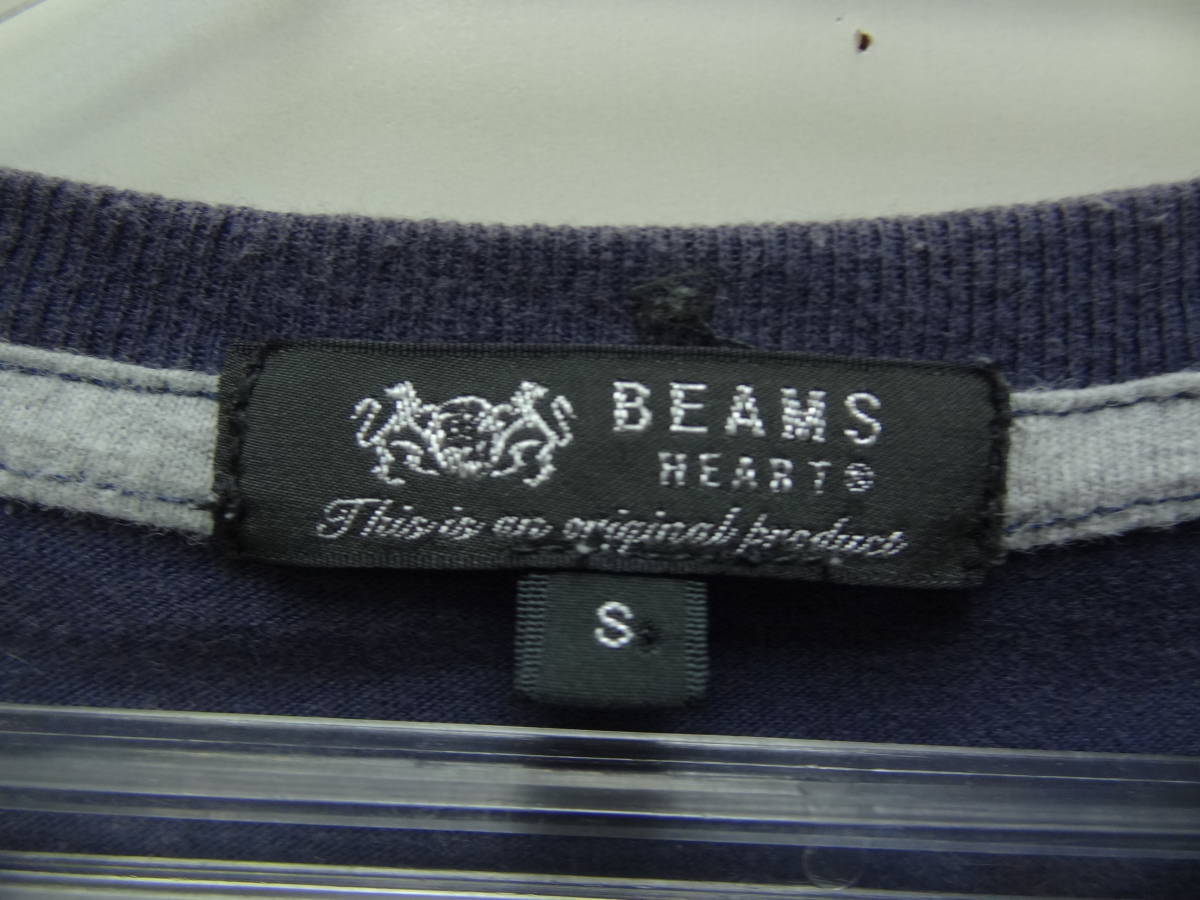 BEAMS
HEART®
This is an original product
S